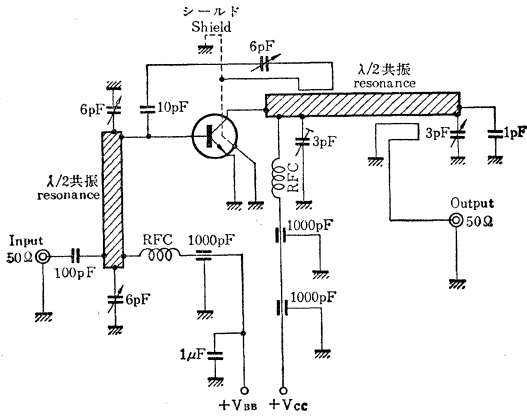 シールド
Shield
6pF
λ/2共振
resonance
6pF
10pF
3pF
3pF
1pF
RFC
λ/2共振
resonance
Input
50Ω
100pF
RFC
1000pF
1000pF
Output
50Ω
6pF
1000pF
1μF
+VBB
+VCC